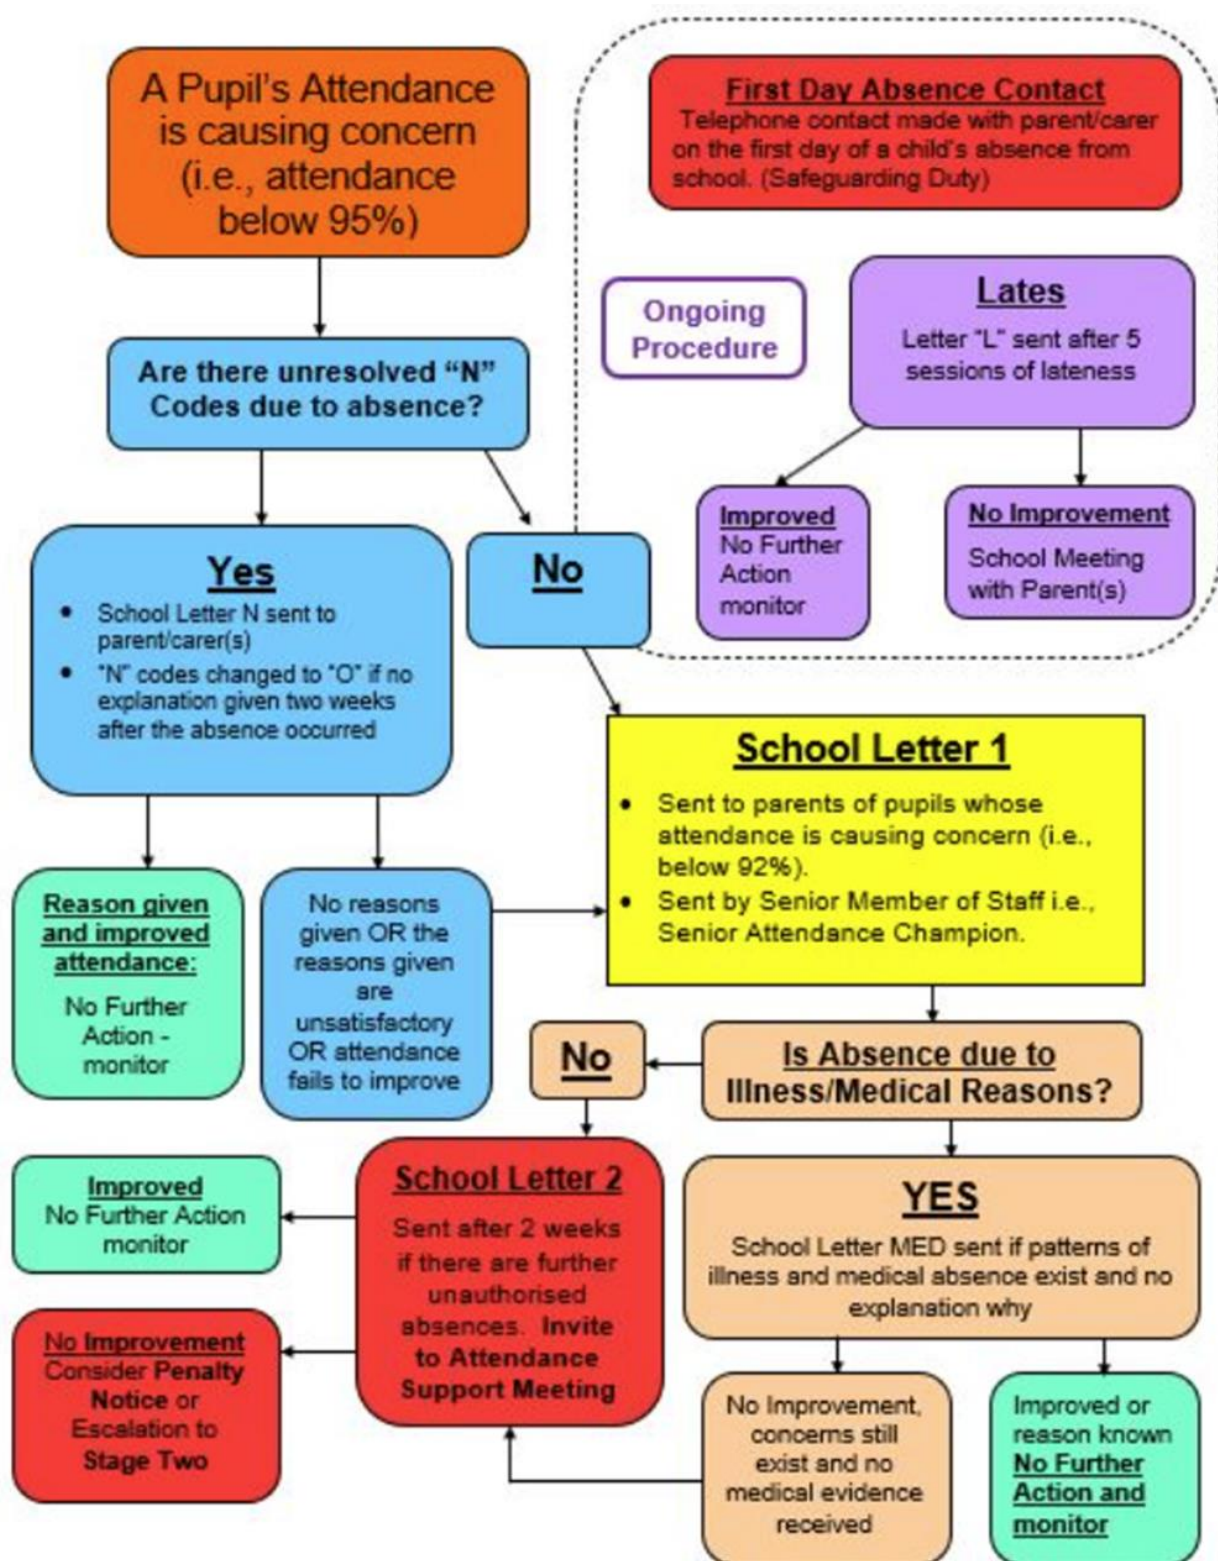 A Pupil's Attendance
is causing concern
(i.e., attendance
below 95%)
First Day Absence Contact
Telephone contact made with parent/carer
on the first day of a child's absence from
school. (Safeguarding Duty)
Ongoing
Procedure
Lates
Letter "L" sent after 5
sessions of lateness
Are there unresolved “N”
Codes due to absence?
Improved
No Further
Action
monitor
No Improvement
School Meeting
with Parent(s)
Yes
• School Letter N sent to
parent/carer(s)
• "N" codes changed to "O" if no
explanation given two weeks
after the absence occurred
No
School Letter 1
• Sent to parents of pupils whose
attendance is causing concern (i.e.,
below 92%).
• Sent by Senior Member of Staff i.e.,
Senior Attendance Champion.
Reason given
and improved
attendance:
No Further
Action -
monitor
No reasons
given OR the
reasons given
are
unsatisfactory
OR attendance
fails to improve
No
Is Absence due to
Illness/Medical Reasons?
Improved
No Further Action
monitor
School Letter 2
Sent after 2 weeks
if there are further
unauthorised
absences. Invite
to Attendance
Support Meeting
YES
School Letter MED sent if patterns of
illness and medical absence exist and no
explanation why
No Improvement
Consider Penalty
Notice or
Escalation to
Stage Two
No Improvement,
concerns still
exist and no
medical evidence
received
Improved or
reason known
No Further
Action and
monitor